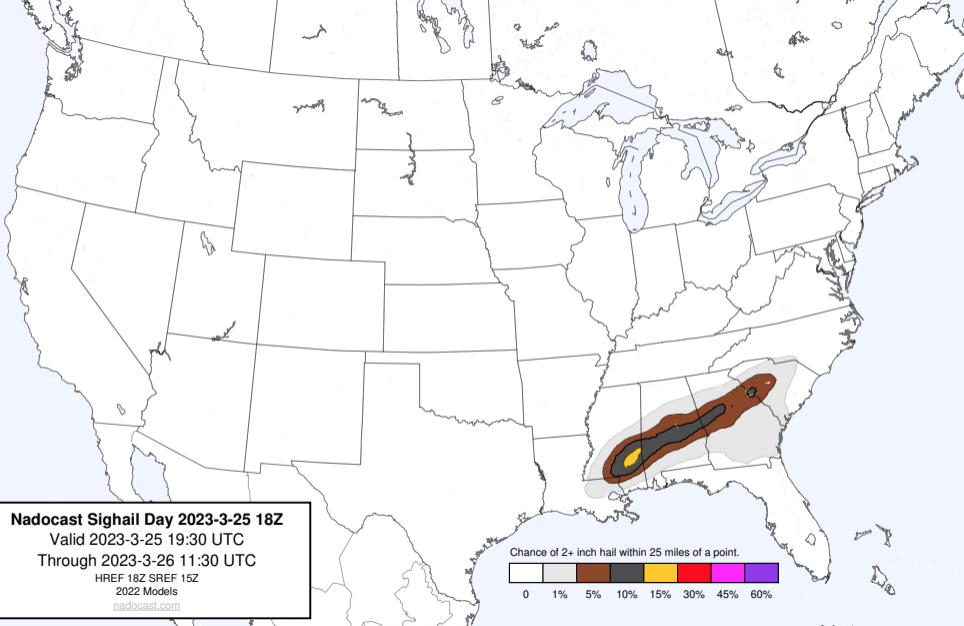 Nadocast Sighail Day 2023-3-25 18Z
Valid 2023-3-25 19:30 UTC
Through 2023-3-26 11:30 UTC
HREF 18Z SREF 15Z
2022 Models
nadocast.com
Chance of 2+ inch hail within 25 miles of a point.
0 1% 5% 10% 15% 30% 45% 60%